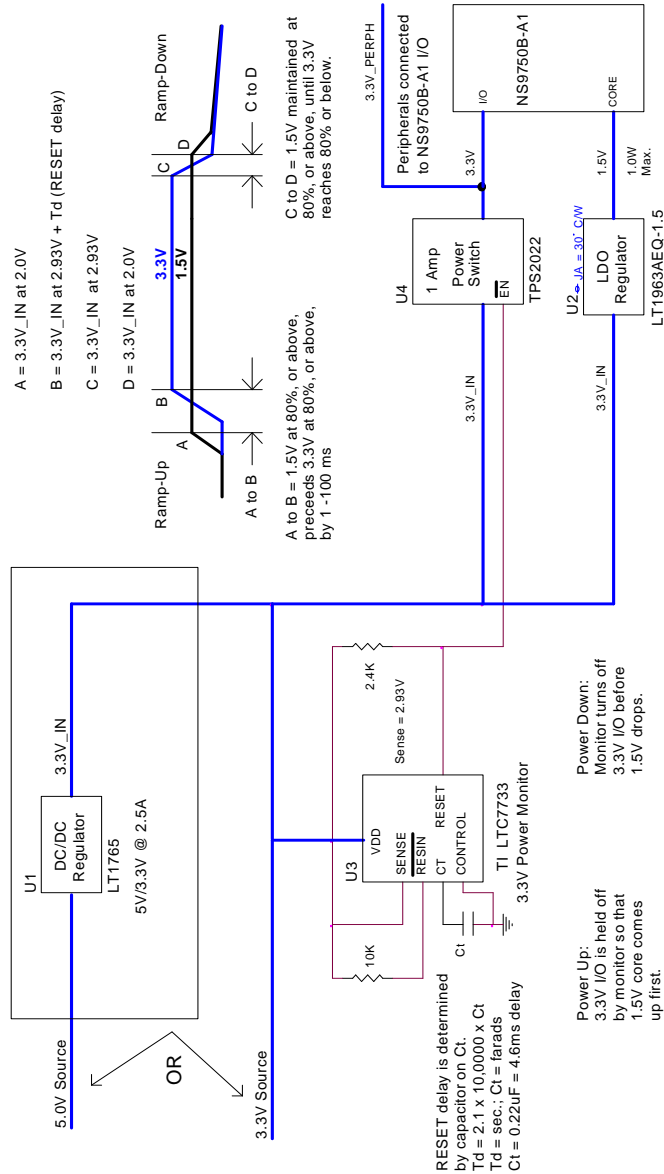 A = 3.3V_IN at 2.0V
B = 3.3V_IN at 2.93V + Td (RESET delay)
C = 3.3V_IN at 2.93V
D = 3.3V_IN at 2.0V
Ramp-Up
A
B
3.3V
1.5V
C
D
Ramp-Down
A to B
C to D
A to B = 1.5V at 80%, or above,
preceeds 3.3V at 80%, or above,
by 1 -100 ms
C to D = 1.5V maintained at
80%, or above, until 3.3V
reaches 80% or below.
5.0V Source
U1
DC/DC
Regulator
LT1765
5V/3.3V @ 2.5A
3.3V_IN
OR
3.3V Source
10K
Ct
U3
VDD
SENSE
RESIN
CT
CONTROL
RESET
TI LTC7733
3.3V Power Monitor
Sense = 2.93V
2.4K
3.3V_IN
U4
1 Amp
Power
Switch
EN
TPS2022
3.3V_PERPH
Peripherals connected
to NS9750B-A1 I/O
3.3V
I/O
NS9750B-A1
CORE
3.3V_IN
U2
JA = 30° C/W
LDO
Regulator
LT1963AEQ-1.5
1.5V
1.0W
Max.
RESET delay is determined
by capacitor on Ct.
Td = 2.1 x 10,0000 x Ct
Td = sec.; Ct = farads
Ct = 0.22uF = 4.6ms delay
Power Up:
3.3V I/O is held off
by monitor so that
1.5V core comes
up first.
Power Down:
Monitor turns off
3.3V I/O before
1.5V drops.